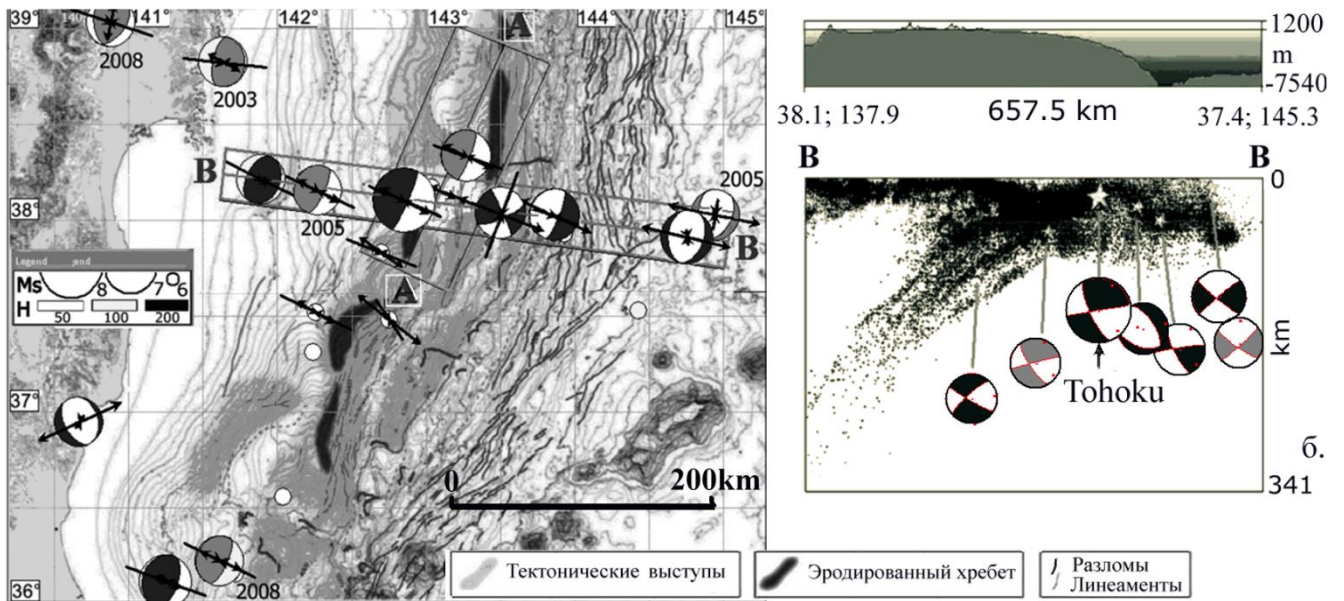 39° 141° 142° 143° 144° 145°
A
2008
2003
B
2005
38°
2005
B
Legend
Ms 8 7 6
H 50 100 200
A
37°
0 200km
2008
36°
1200
m
-7540
38.1; 137.9 657.5 km 37.4; 145.3
B B
0
km
Tohoku
б.
341
Тектонические выступы
Эродированный хребет
Разломы
Линеаменты